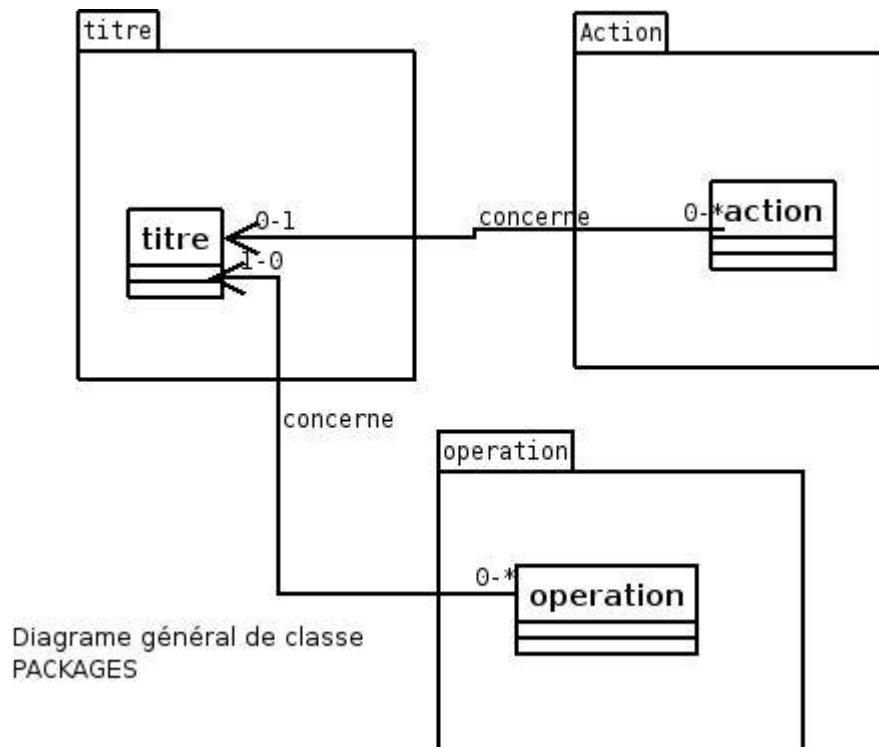 titre
Action
titre
0-1
concerne
0-*
action
1-0
concerne
operation
0-*
operation
Diagrame général de classe
PACKAGES